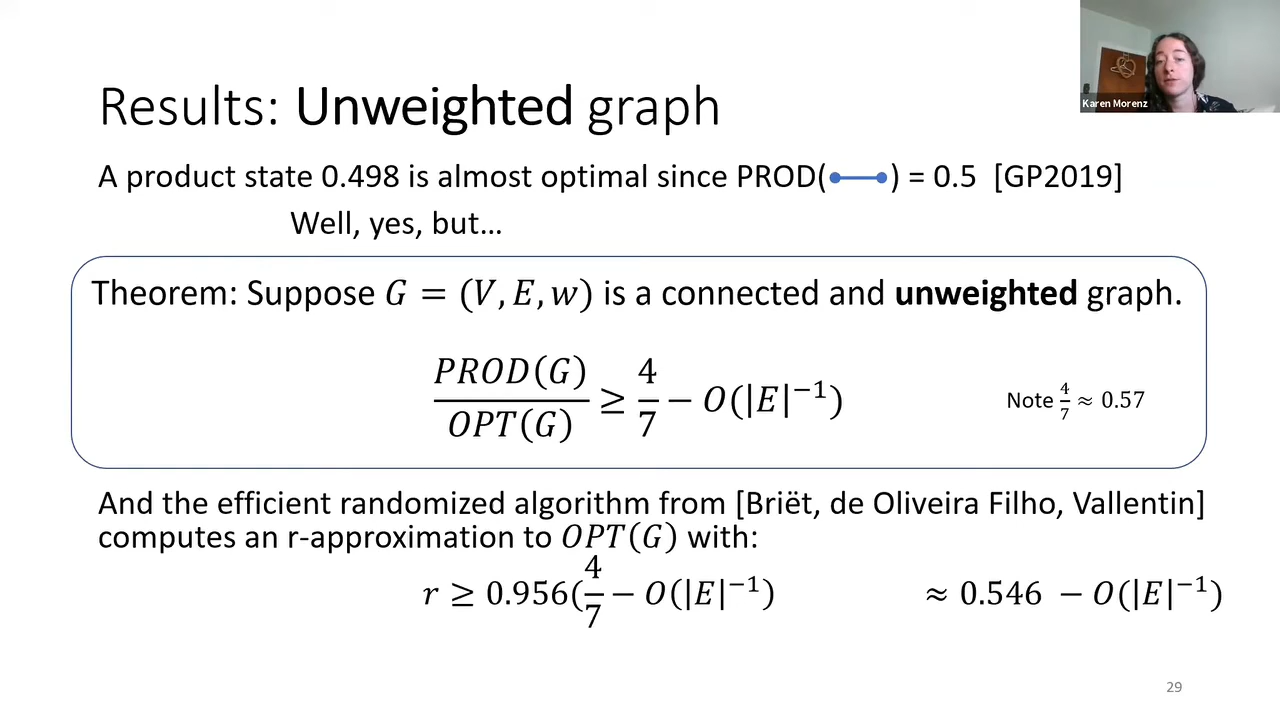 Karen Morenz
Results: Unweighted graph
A product state 0.498 is almost optimal since PROD( ) = 0.5 [GP2019]
Well, yes, but…
Theorem: Suppose G = (V, E, w) is a connected and unweighted graph.
PROD(G)/OPT(G) ≥ 4/7 − O(|E|⁻¹)
Note 4/7 ≈ 0.57
And the efficient randomized algorithm from [Briët, de Oliveira Filho, Vallentin]
computes an r-approximation to OPT(G) with:
r ≥ 0.956(4/7 − O(|E|⁻¹) ≈ 0.546 − O(|E|⁻¹)
29